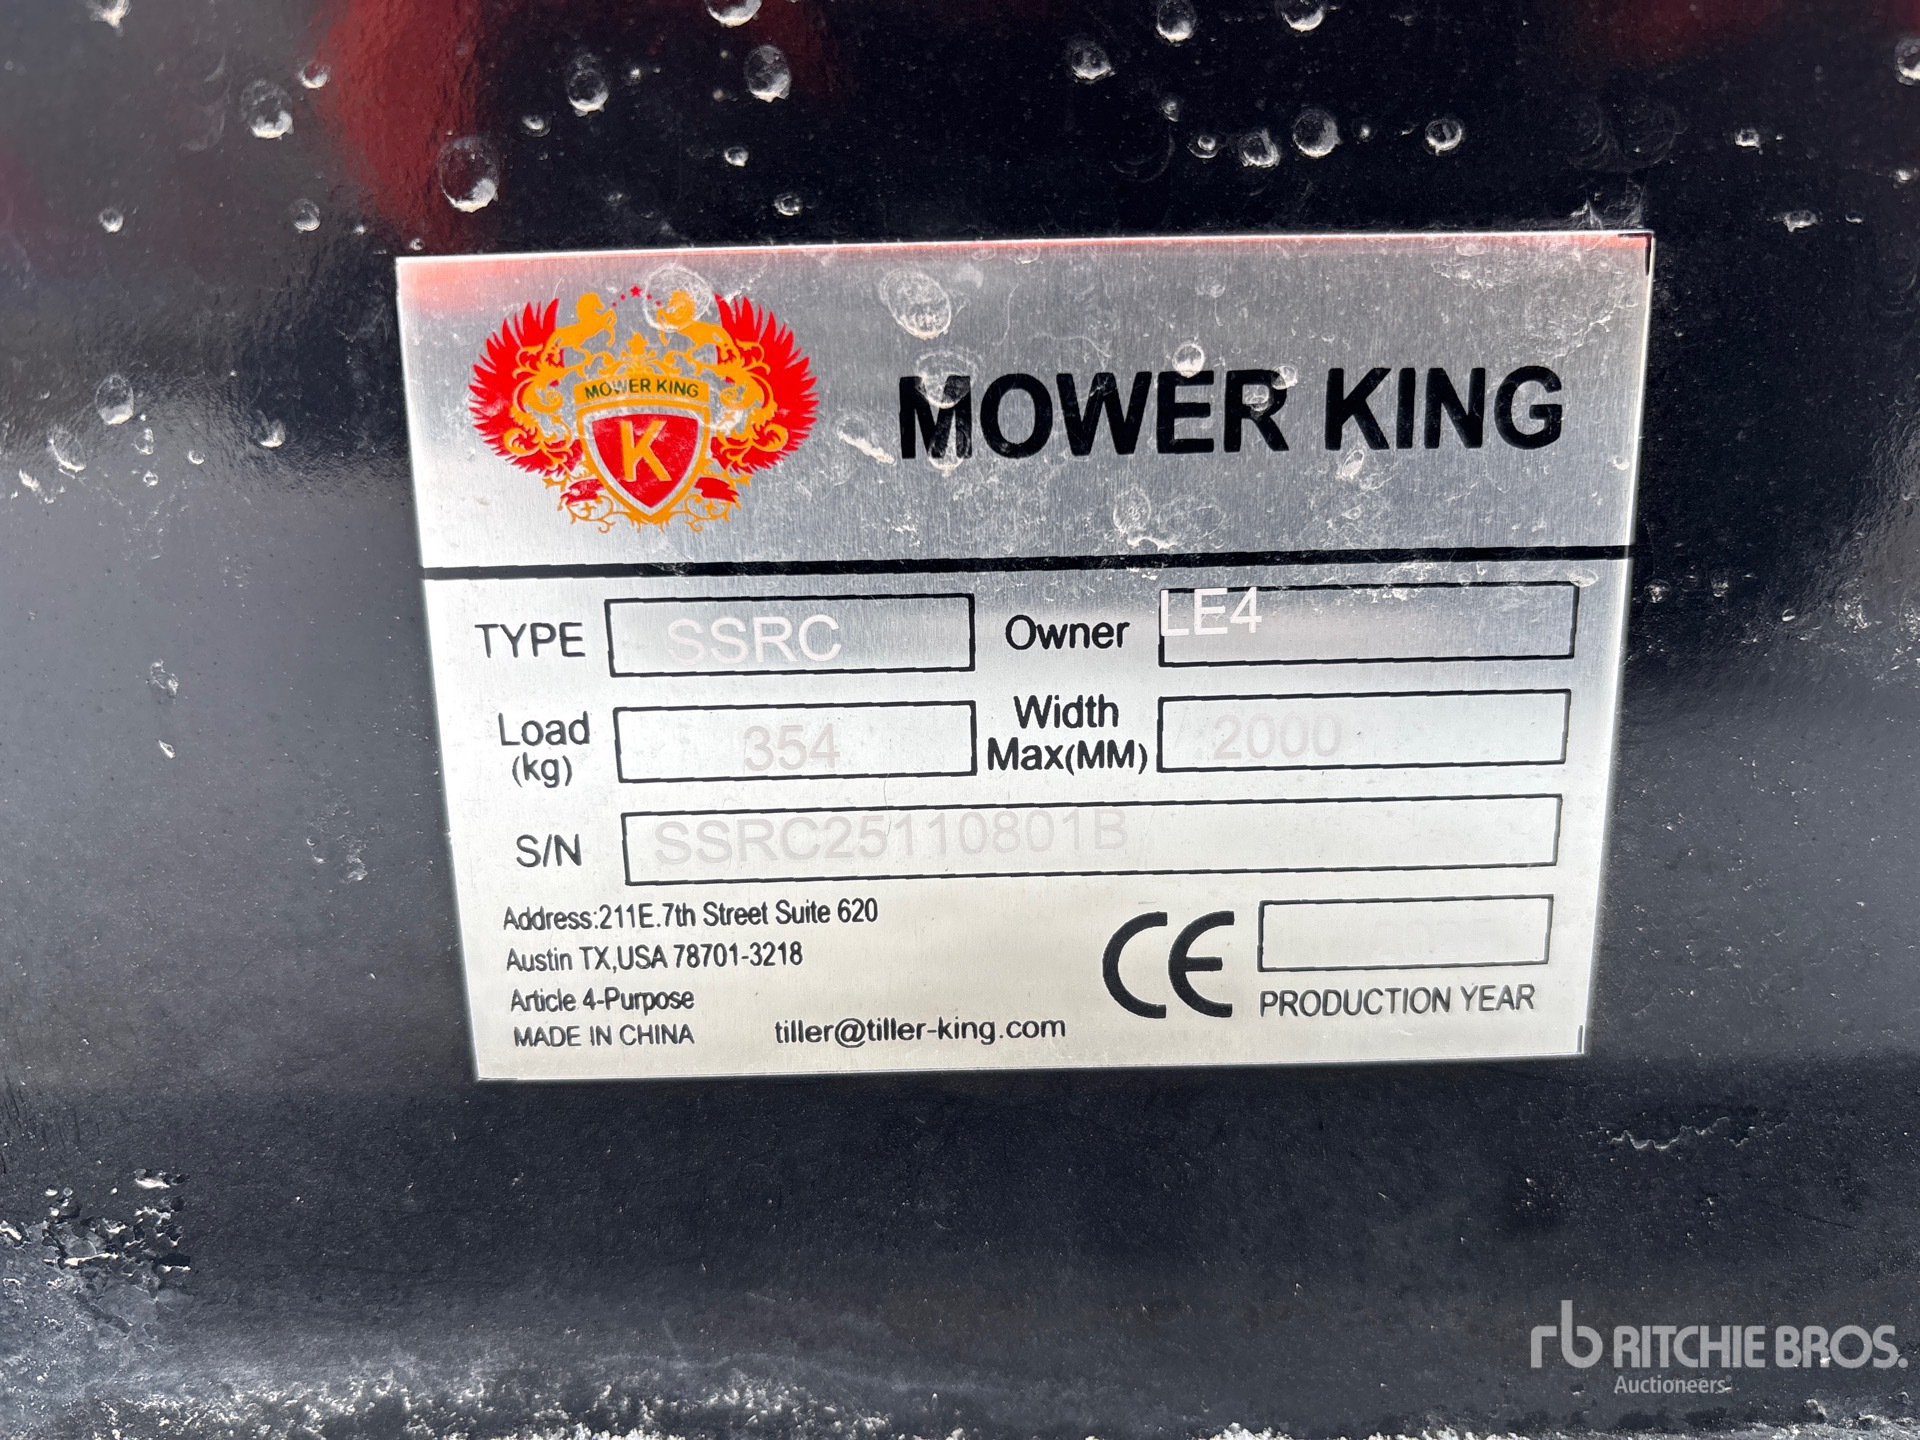 MOWER KING
K
MOWER KING
TYPE SSRC Owner LE4
Load (kg) 354 Width Max(MM) 2000
S/N SSRC25110801B
Address:211E.7th Street Suite 620
Austin TX,USA 78701-3218
Article 4-Purpose
MADE IN CHINA tiller@tiller-king.com
CE PRODUCTION YEAR
rb RITCHIE BROS.
Auctioneers